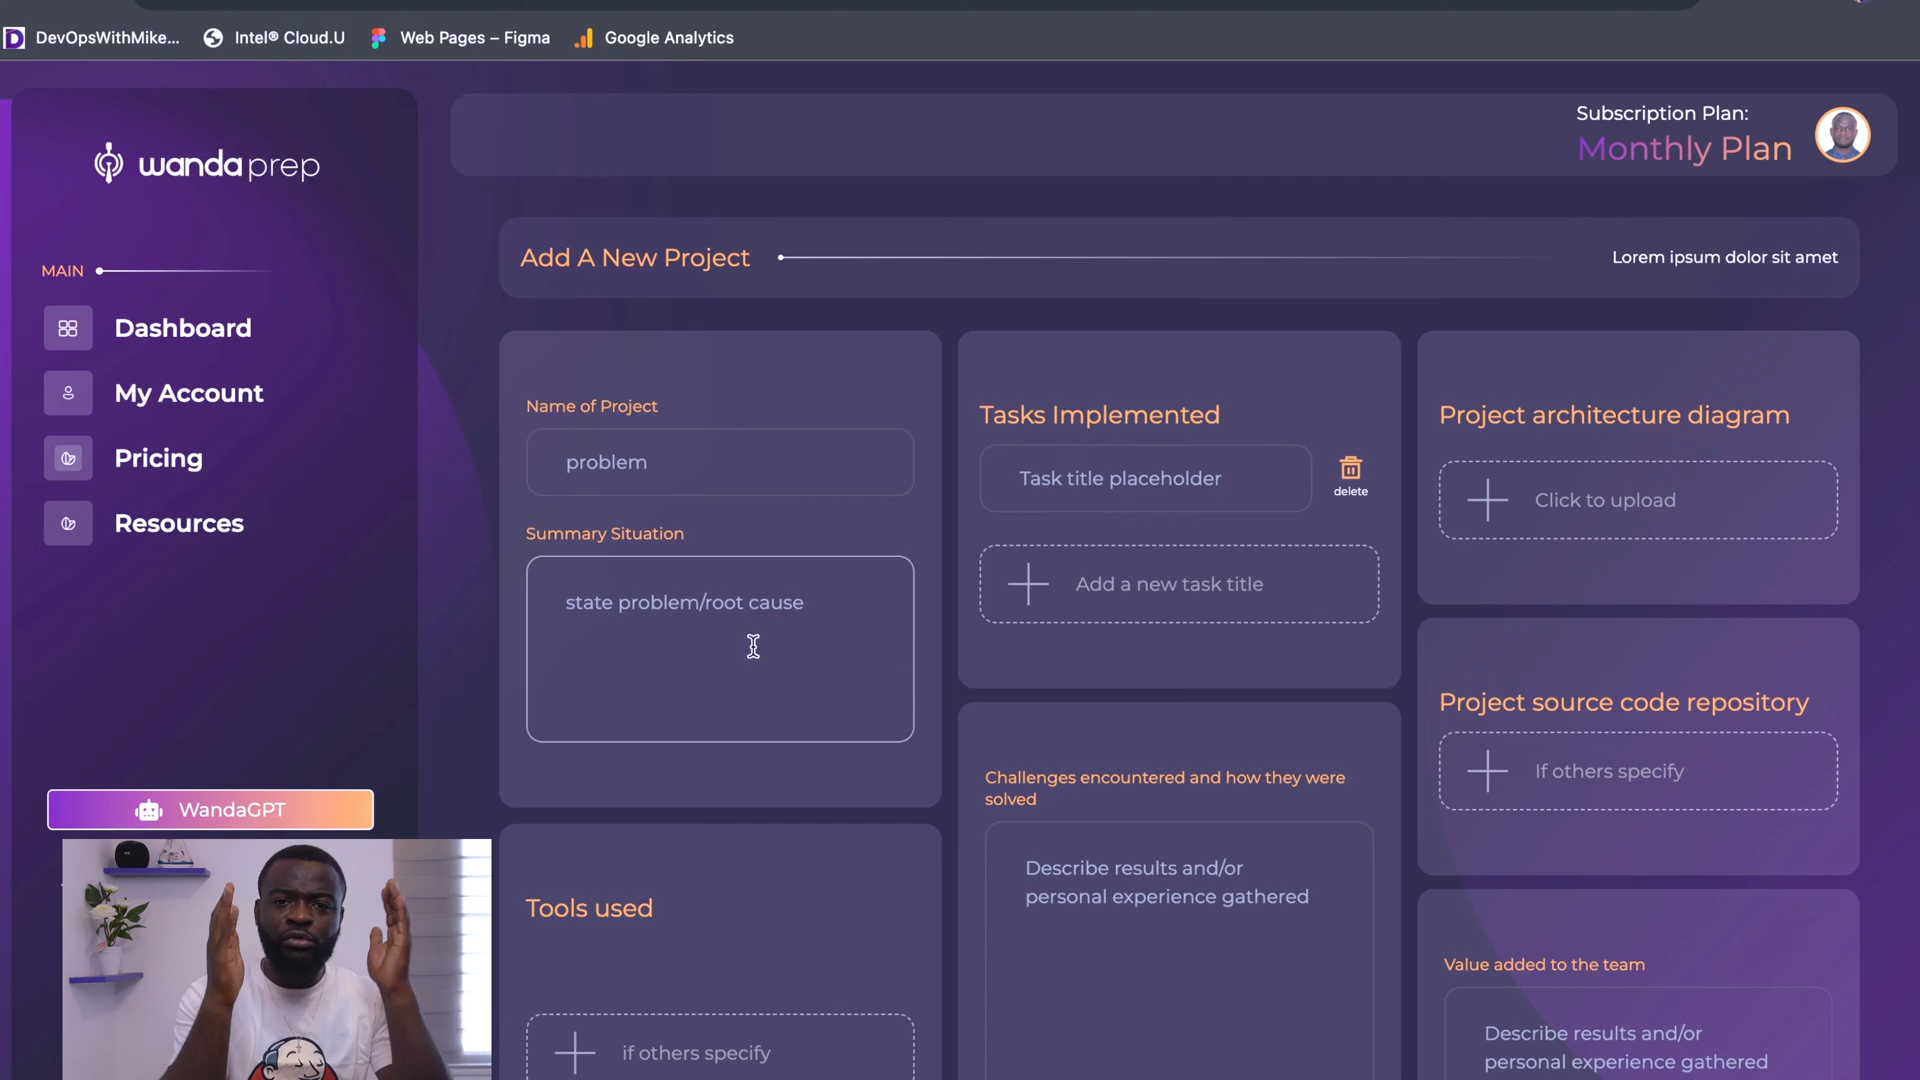 DevOpsWithMike...
Intel® Cloud.U
Web Pages – Figma
Google Analytics
wandaprep
Subscription Plan:
Monthly Plan
MAIN
Dashboard
My Account
Pricing
Resources
WandaGPT
Add A New Project
Lorem ipsum dolor sit amet
Name of Project
problem
Summary Situation
state problem/root cause
Tools used
if others specify
Tasks Implemented
Task title placeholder
delete
Add a new task title
Challenges encountered and how they were
solved
Describe results and/or
personal experience gathered
Project architecture diagram
Click to upload
Project source code repository
If others specify
Value added to the team
Describe results and/or
personal experience gathered